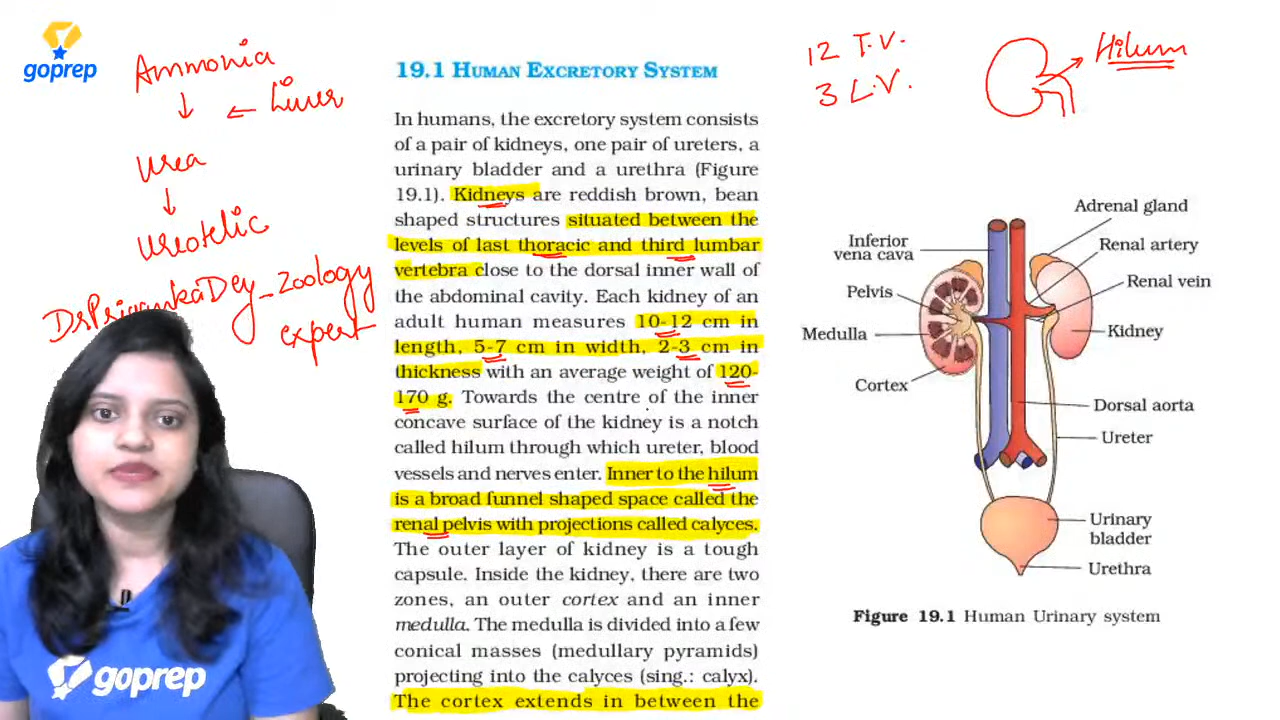 goprep
Ammonia
← Liver
↓
Urea
↓
Ureotelic
DrPriyankaDey_Zoology
expert
goprep
19.1 HUMAN EXCRETORY SYSTEM
In humans, the excretory system consists
of a pair of kidneys, one pair of ureters, a
urinary bladder and a urethra (Figure
19.1). Kidneys are reddish brown, bean
shaped structures situated between the
levels of last thoracic and third lumbar
vertebra close to the dorsal inner wall of
the abdominal cavity. Each kidney of an
adult human measures 10-12 cm in
length, 5-7 cm in width, 2-3 cm in
thickness with an average weight of 120-
170 g. Towards the centre of the inner
concave surface of the kidney is a notch
called hilum through which ureter, blood
vessels and nerves enter. Inner to the hilum
is a broad funnel shaped space called the
renal pelvis with projections called calyces.
The outer layer of kidney is a tough
capsule. Inside the kidney, there are two
zones, an outer cortex and an inner
medulla. The medulla is divided into a few
conical masses (medullary pyramids)
projecting into the calyces (sing.: calyx).
The cortex extends in between the
12 T.V.
3 L.V.
Hilum
Adrenal gland
Renal artery
Renal vein
Inferior
vena cava
Pelvis
Medulla
Cortex
Kidney
Dorsal aorta
Ureter
Urinary
bladder
Urethra
Figure 19.1 Human Urinary system